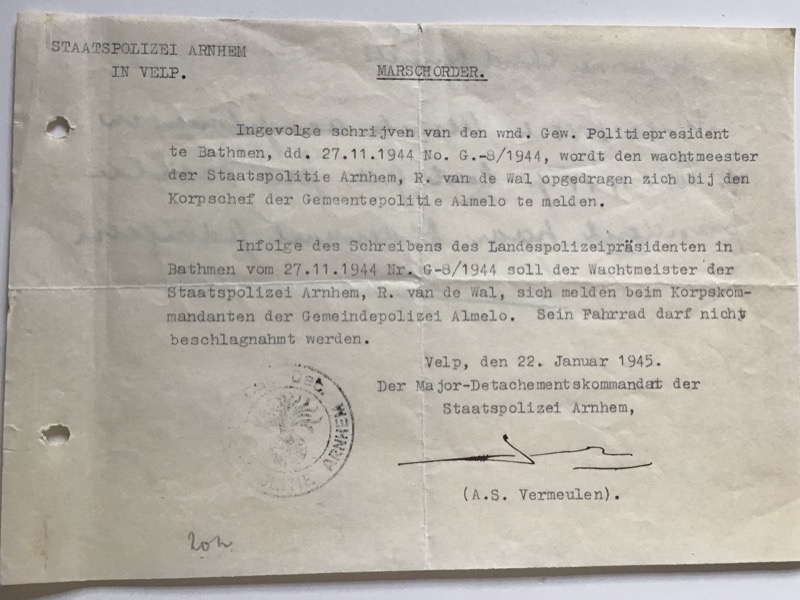 STAATSPOLIZEI ARNHEM
IN VELP.
MARSCHORDER.
Ingevolge schrijven van den wnd. Gew. Politiepresident
te Bathmen, dd. 27.11.1944 No. G.-8/1944, wordt den wachtmeester
der Staatspolitie Arnhem, R. van de Wal opgedragen zich bij den
Korpschef der Gemeentepolitie Almelo te melden.
Infolge des Schreibens des Landespolizeipräsidenten in
Bathmen vom 27.11.1944 Nr. G-8/1944 soll der Wachtmeister der
Staatspolizei Arnhem, R. van de Wal, sich melden beim Korpskom-
mandanten der Gemeindepolizei Almelo. Sein Fahrrad darf nicht
beschlagnahmt werden.
Velp, den 22. Januar 1945.
Der Major-Detachementskommandat der
Staatspolizei Arnhem,
(A.S. Vermeulen).
ARNHEM